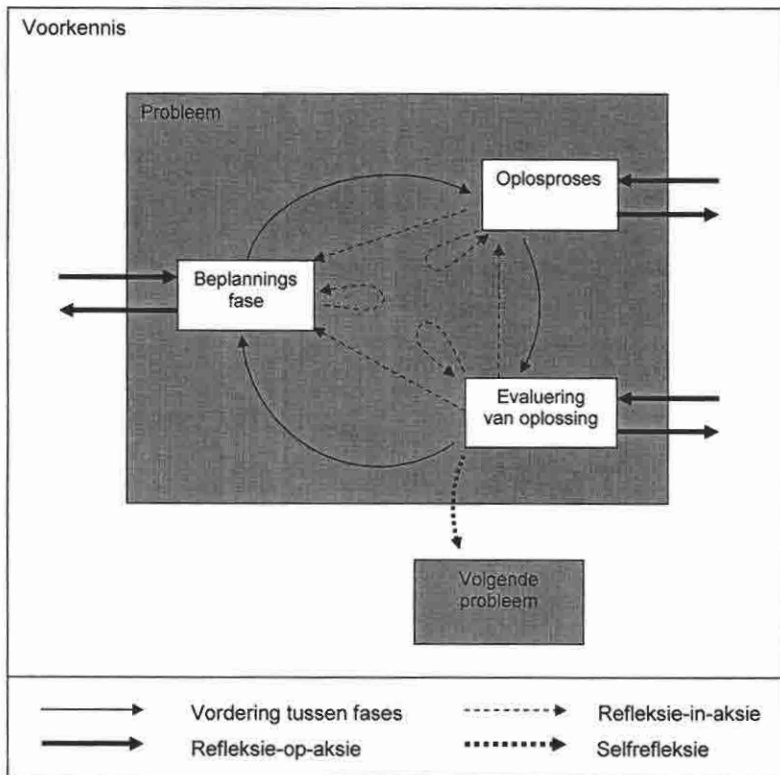 Voorkennis
Probleem
Oplosproses
Beplannings
fase
Evaluering
van oplossing
Volgende
probleem
Vordering tussen fases
Refleksie-in-aksie
Refleksie-op-aksie
Selfrefleksie